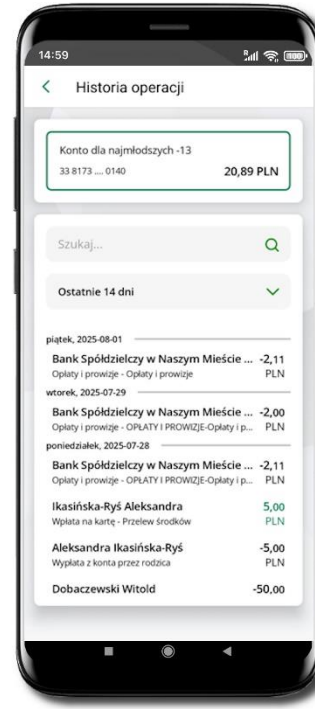 14:59
Historia operacji
Konto dla najmłodszych -13
33 8173 .... 0140 20,89 PLN
Szukaj...
Ostatnie 14 dni
piątek, 2025-08-01
Bank Spółdzielczy w Naszym Mieście ... -2,11
Opłaty i prowizje - Opłaty i prowizje PLN
wtorek, 2025-07-29
Bank Spółdzielczy w Naszym Mieście ... -2,00
Opłaty i prowizje - OPŁATY I PROWIZJE-Opłaty i p... PLN
poniedziałek, 2025-07-28
Bank Spółdzielczy w Naszym Mieście ... -2,11
Opłaty i prowizje - OPŁATY I PROWIZJE-Opłaty i p... PLN
Ikasińska-Ryś Aleksandra 5,00
Wpłata na kartę - Przelew środków PLN
Aleksandra Ikasińska-Ryś -5,00
Wypłata z konta przez rodzica PLN
Dobaczewski Witold -50,00